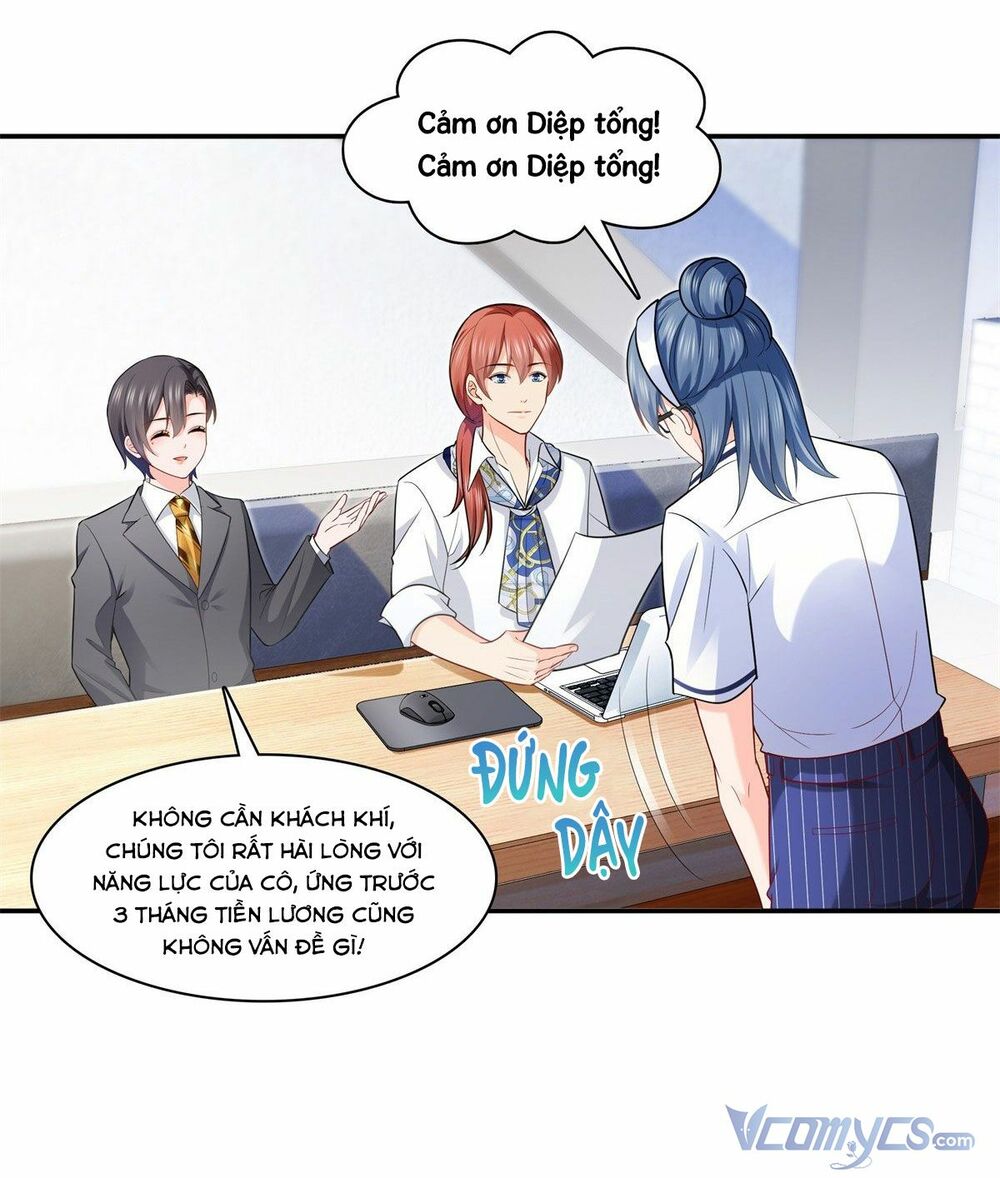 Cảm ơn Diệp tổng!
Cảm ơn Diệp tổng!
ĐỨNG
DẬY
KHÔNG CẦN KHÁCH KHÍ,
CHÚNG TÔI RẤT HÀI LÒNG VỚI
NĂNG LỰC CỦA CÔ, ỨNG TRƯỚC
3 THÁNG TIỀN LƯƠNG CŨNG
KHÔNG VẤN ĐỀ GÌ!
Vcomycs.com